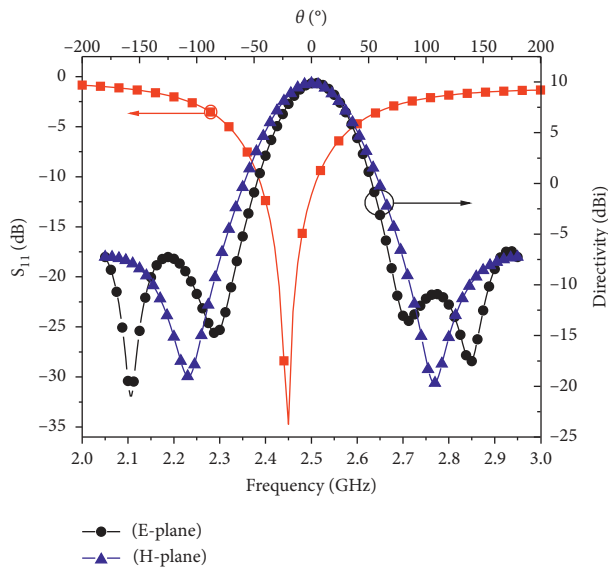 θ (°)
−200 −150 −100 −50 0 50 100 150 200
0
−5
−10
−15
−20
−25
−30
−35
S11 (dB)
10
5
0
−5
−10
−15
−20
−25
Directivity (dBi)
2.0 2.1 2.2 2.3 2.4 2.5 2.6 2.7 2.8 2.9 3.0
Frequency (GHz)
(E-plane)
(H-plane)